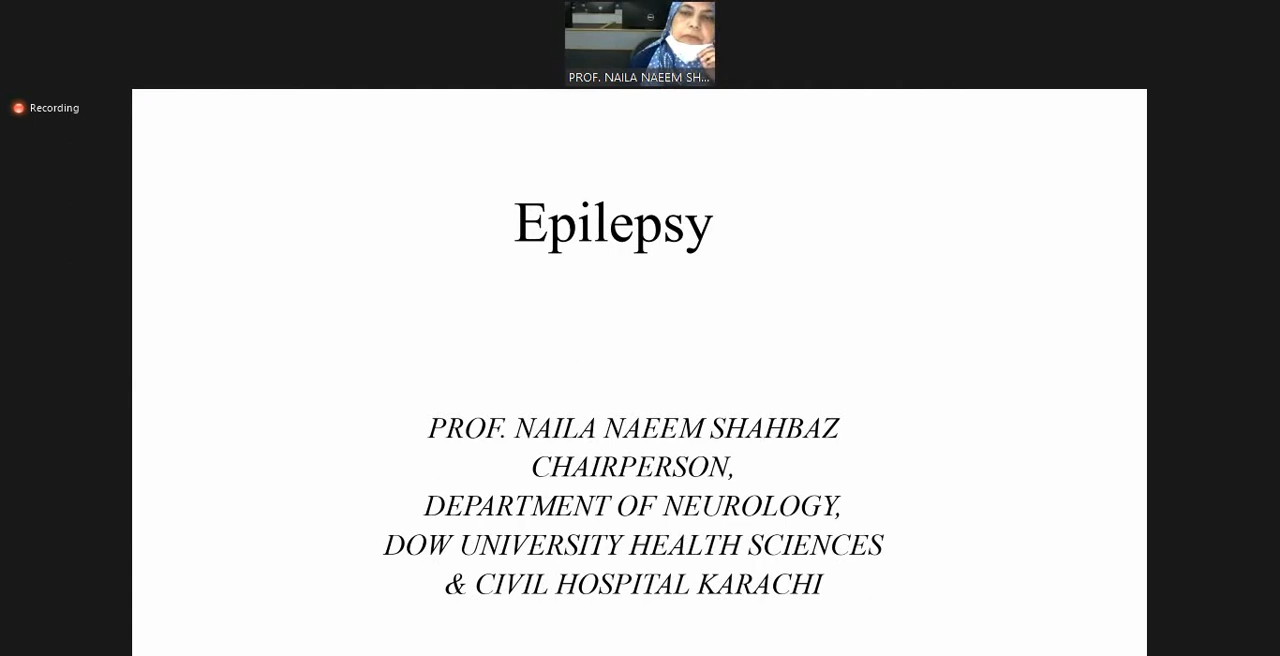 PROF. NAILA NAEEM SH...
Recording
Epilepsy
PROF. NAILA NAEEM SHAHBAZ
CHAIRPERSON,
DEPARTMENT OF NEUROLOGY,
DOW UNIVERSITY HEALTH SCIENCES
& CIVIL HOSPITAL KARACHI